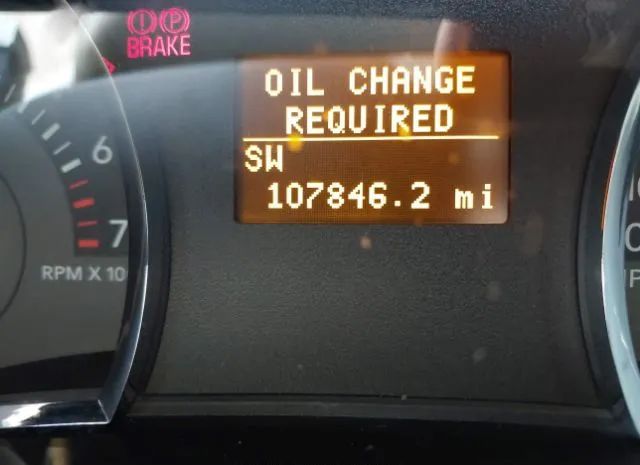 BRAKE
OIL CHANGE
REQUIRED
SW
107846.2 mi
6
7
RPM X 10